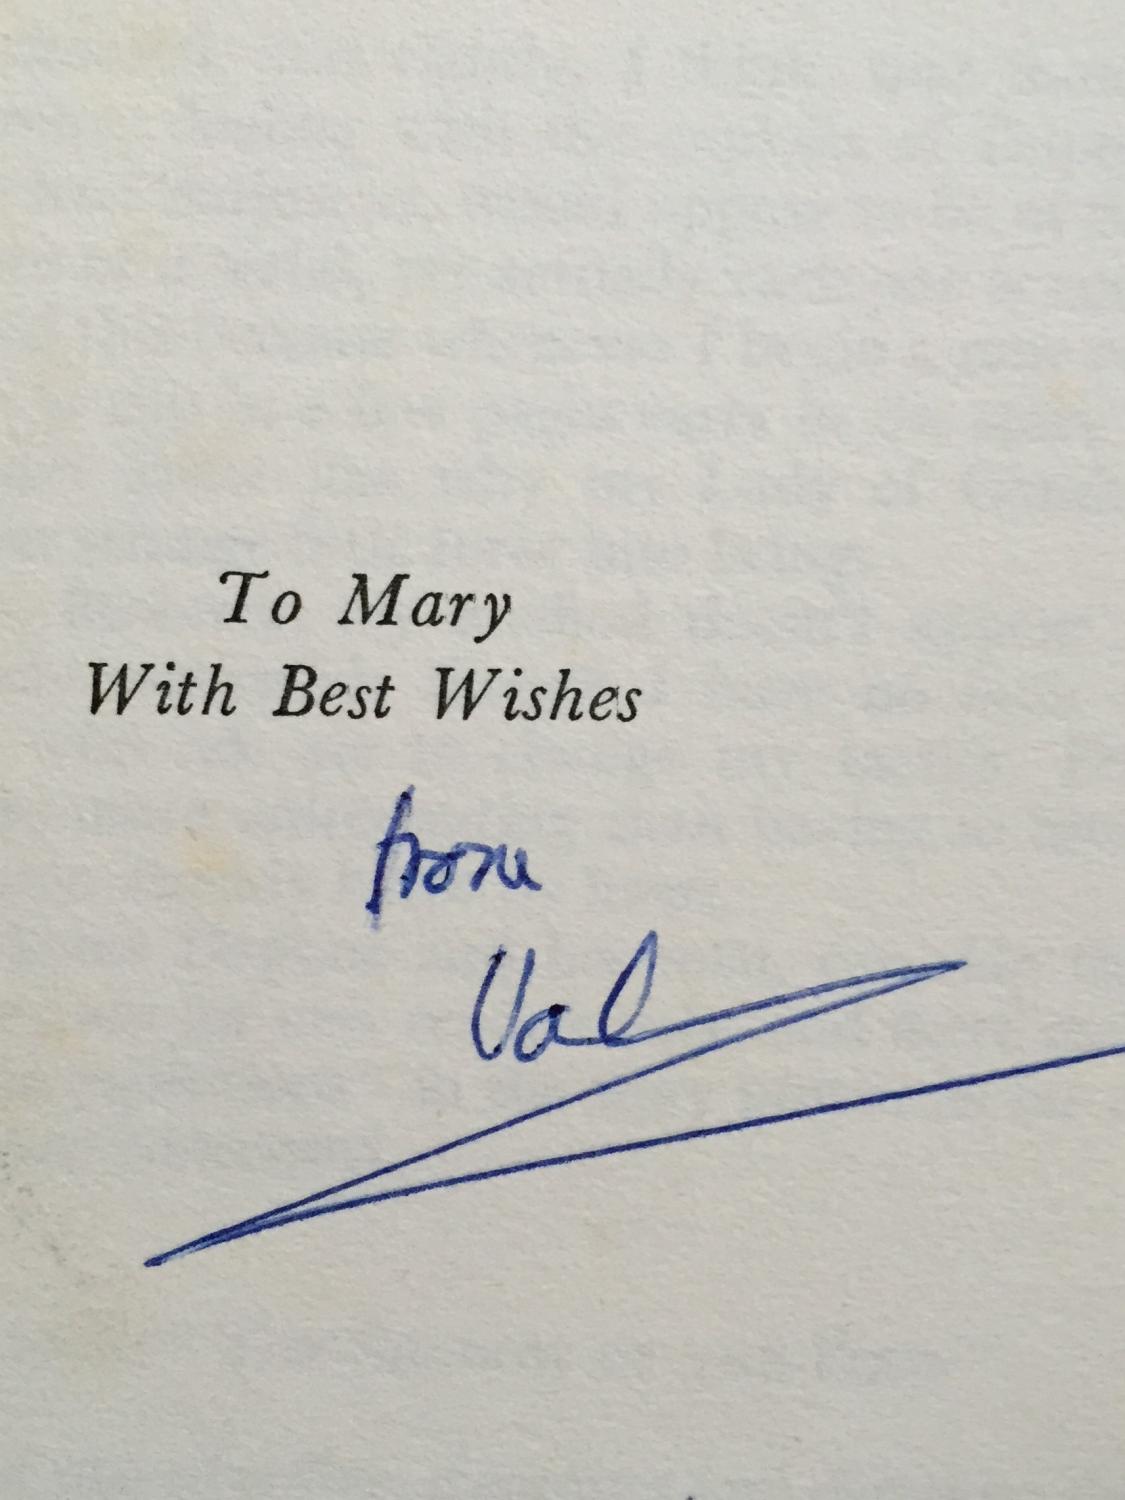 To Mary
With Best Wishes
from
Val